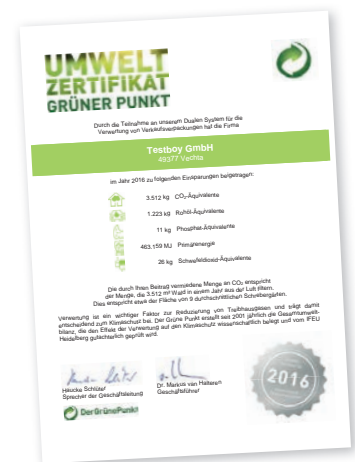 UMWELT
ZERTIFIKAT
GRÜNER PUNKT
Durch die Teilnahme an unserem Dualen System für die
Verwertung von Verkaufsverpackungen hat die Firma
Testboy GmbH
49377 Vechta
im Jahr 2016 zu folgenden Einsparungen beigetragen:
3.512 kg CO₂-Äquivalente
1.223 kg Rohöl-Äquivalente
11 kg Phosphat-Äquivalente
463.159 MJ Primärenergie
26 kg Schwefeldioxid-Äquivalente
Die durch Ihren Beitrag vermiedene Menge an CO₂ entspricht
der Menge, die 3.512 m² Wald in einem Jahr aus der Luft filtern.
Dies entspricht etwa der Fläche von 9 durchschnittlichen Schrebergärten.
Verwertung ist ein wichtiger Faktor zur Reduzierung von Treibhausgasen und trägt damit
entscheidend zum Klimaschutz bei. Der Grüne Punkt erstellt seit 2001 jährlich die Gesamtumwelt-
bilanz, die den Effekt der Verwertung auf den Klimaschutz wissenschaftlich belegt und vom IFEU
Heidelberg gutachterlich geprüft wird.
Haucke Schlüter
Sprecher der Geschäftsleitung
Dr. Markus van Halteren
Geschäftsführer
Der Grüne Punkt
2016